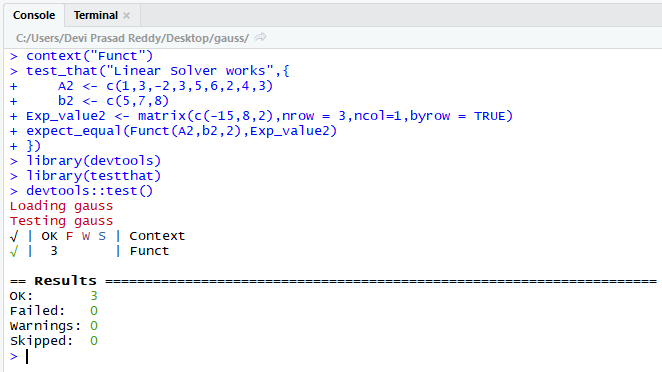 Console Terminal ×
C:/Users/Devi Prasad Reddy/Desktop/gauss/
> context("Funct")
> test_that("Linear Solver works",{
+     A2 <- c(1,3,-2,3,5,6,2,4,3)
+     b2 <- c(5,7,8)
+ Exp_value2 <- matrix(c(-15,8,2),nrow = 3,ncol=1,byrow = TRUE)
+ expect_equal(Funct(A2,b2,2),Exp_value2)
+ })
> library(devtools)
> library(testthat)
> devtools::test()
Loading gauss
Testing gauss
√ | OK F W S | Context
√ |  3       | Funct
== Results =====================================================================
OK:       3
Failed:   0
Warnings: 0
Skipped:  0
>